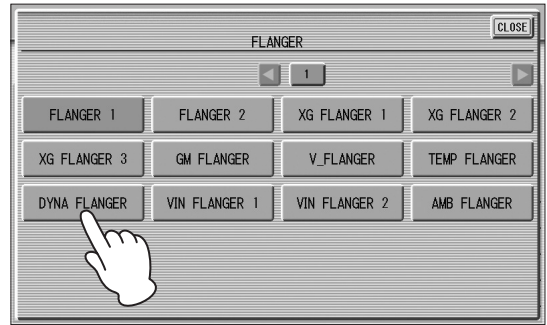 CLOSE
FLANGER
1
FLANGER 1 FLANGER 2 XG FLANGER 1 XG FLANGER 2
XG FLANGER 3 GM FLANGER V_FLANGER TEMP FLANGER
DYNA FLANGER VIN FLANGER 1 VIN FLANGER 2 AMB FLANGER